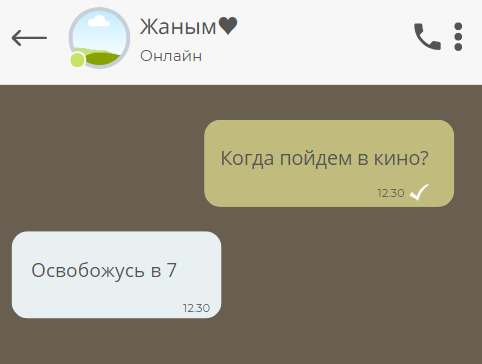 Жаным♥
Онлайн
Когда пойдем в кино?
12.30
Освобожусь в 7
12.30